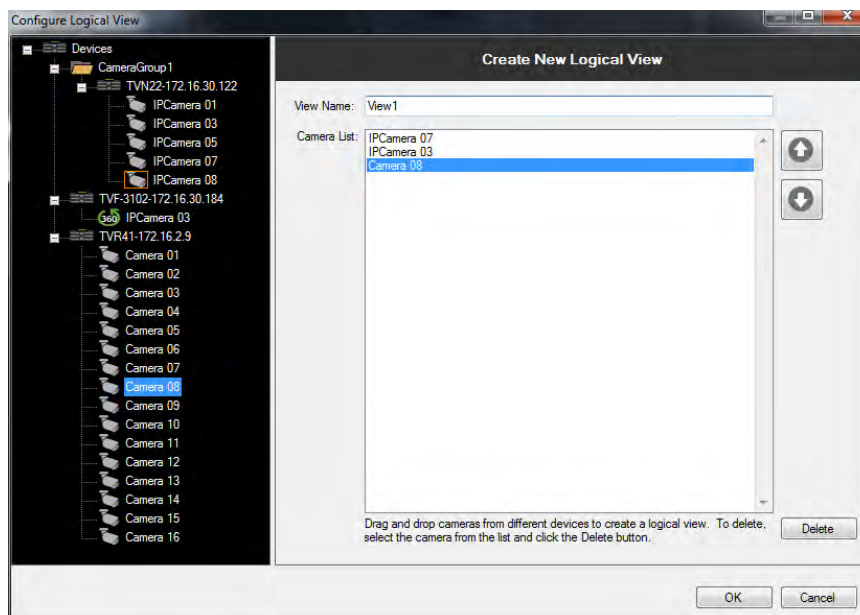 Configure Logical View
Devices
CameraGroup1
TVN22-172.16.30.122
IPCamera 01
IPCamera 03
IPCamera 05
IPCamera 07
IPCamera 08
TVF-3102-172.16.30.184
360 IPCamera 03
TVR41-172.16.2.9
Camera 01
Camera 02
Camera 03
Camera 04
Camera 05
Camera 06
Camera 07
Camera 08
Camera 09
Camera 10
Camera 11
Camera 12
Camera 13
Camera 14
Camera 15
Camera 16
Create New Logical View
View Name: View1
Camera List: IPCamera 07
IPCamera 03
Camera 08
Drag and drop cameras from different devices to create a logical view. To delete,
select the camera from the list and click the Delete button.
Delete
OK Cancel